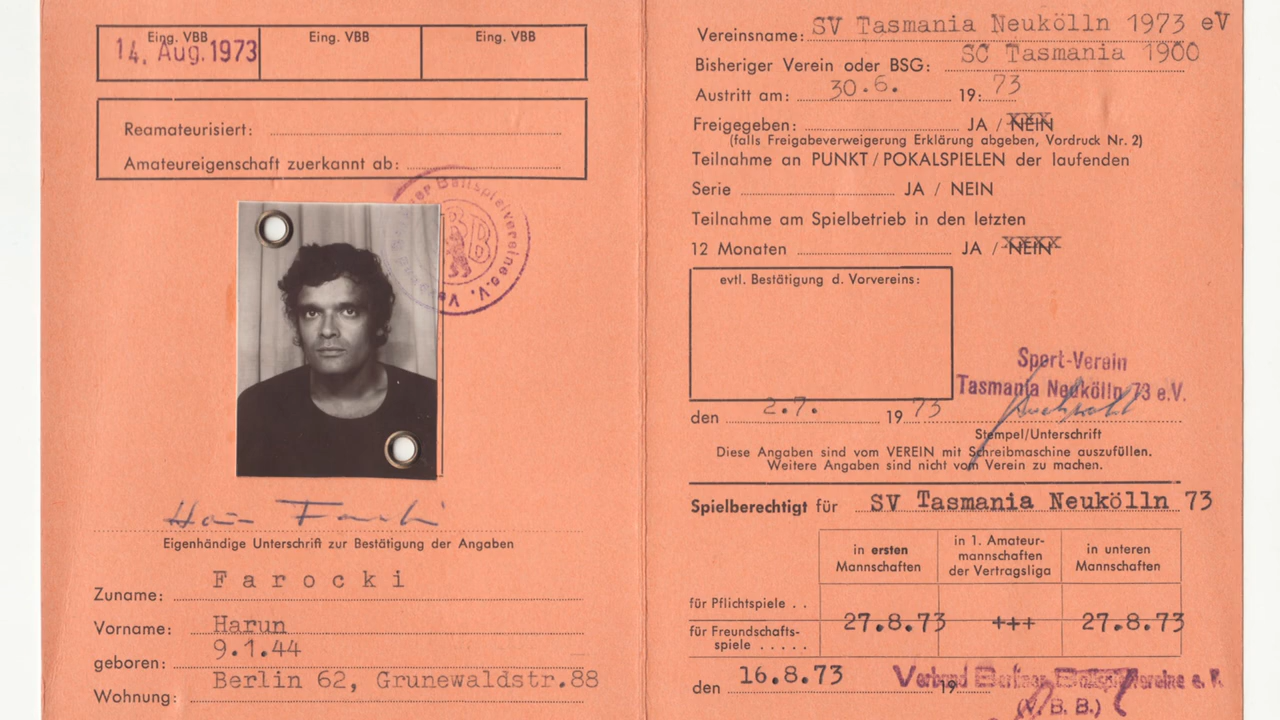 Eing. VBB
Eing. VBB
Eing. VBB
14. Aug. 1973
Reamateurisiert:
Amateureigenschaft zuerkannt ab:
Eigenhändige Unterschrift zur Bestätigung der Angaben
Zuname: Farocki
Vorname: Harun
geboren: 9.1.44
Wohnung: Berlin 62, Grunewaldstr.88
Vereinsname: SV Tasmania Neukölln 1973 eV
Bisheriger Verein oder BSG: SC Tasmania 1900
Austritt am: 30.6. 19: 73
Freigegeben: JA / NEIN
(falls Freigabeverweigerung Erklärung abgeben, Vordruck Nr. 2)
Teilnahme an PUNKT / POKALSPIELEN der laufenden
Serie JA / NEIN
Teilnahme am Spielbetrieb in den letzten
12 Monaten JA / NEIN
evtl. Bestätigung d. Vorvereins:
Sport-Verein
Tasmania Neukölln 73 e.V.
den 2.7. 19 73
Stempel/Unterschrift
Diese Angaben sind vom VEREIN mit Schreibmaschine auszufüllen.
Weitere Angaben sind nicht vom Verein zu machen.
Spielberechtigt für SV Tasmania Neukölln 73
in ersten Mannschaften
in 1. Amateur-
mannschaften
der Vertragsliga
in unteren
Mannschaften
für Pflichtspiele . .
für Freundschafts-
spiele . . . . .
27.8.73 +++ 27.8.73
den 16.8.73 19
Verband Berliner Ballspielvereine e. V.
(V. B. B.)